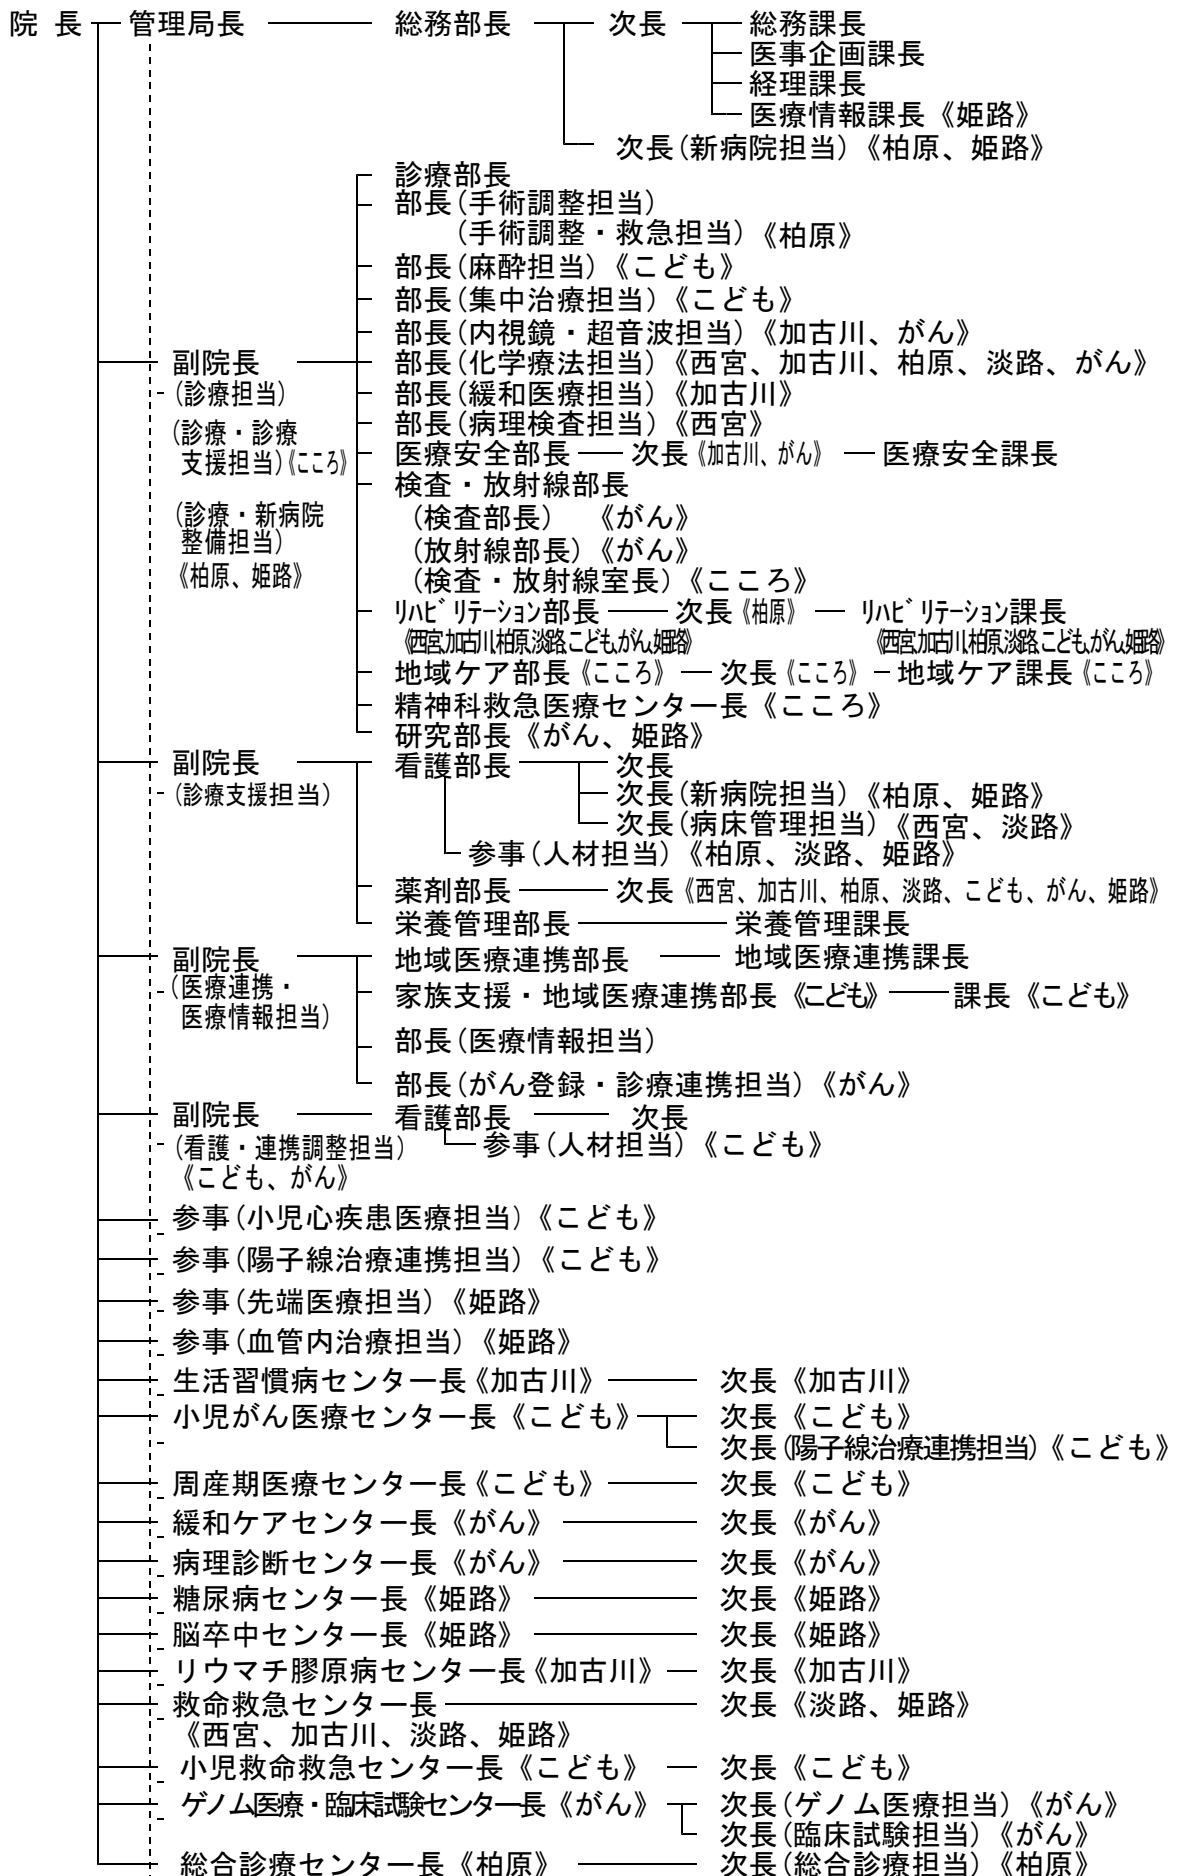 院 長 管理局長 総務部長 次長 総務課長
医事企画課長
経理課長
医療情報課長《姫路》
次長(新病院担当)《柏原、姫路》
診療部長
部長(手術調整担当)
(手術調整・救急担当)《柏原》
部長(麻酔担当)《こども》
部長(集中治療担当)《こども》
部長(内視鏡・超音波担当)《加古川、がん》
副院長 部長(化学療法担当)《西宮、加古川、柏原、淡路、がん》
(診療担当) 部長(緩和医療担当)《加古川》
(診療・診療 部長(病理検査担当)《西宮》
支援担当)《こころ》 医療安全部長 次長《加古川、がん》 医療安全課長
検査・放射線部長
(診療・新病院 (検査部長) 《がん》
整備担当) (放射線部長)《がん》
《柏原、姫路》 (検査・放射線室長)《こころ》
リハビリテーション部長 次長《柏原》 リハビリテーション課長
《西宮,加古川,柏原,淡路,こども,がん,姫路》 《西宮,加古川,柏原,淡路,こども,がん,姫路》
地域ケア部長《こころ》 次長《こころ》 地域ケア課長《こころ》
精神科救急医療センター長《こころ》
研究部長《がん、姫路》
副院長 看護部長 次長
(診療支援担当) 次長(新病院担当)《柏原、姫路》
次長(病床管理担当)《西宮、淡路》
参事(人材担当)《柏原、淡路、姫路》
薬剤部長 次長《西宮、加古川、柏原、淡路、こども、がん、姫路》
栄養管理部長 栄養管理課長
副院長 地域医療連携部長 地域医療連携課長
(医療連携・ 家族支援・地域医療連携部長《こども》 課長《こども》
医療情報担当)
部長(医療情報担当)
部長(がん登録・診療連携担当)《がん》
副院長 看護部長 次長
(看護・連携調整担当) 参事(人材担当)《こども》
《こども、がん》
参事(小児心疾患医療担当)《こども》
参事(陽子線治療連携担当)《こども》
参事(先端医療担当)《姫路》
参事(血管内治療担当)《姫路》
生活習慣病センター長《加古川》 次長《加古川》
小児がん医療センター長《こども》 次長《こども》
次長(陽子線治療連携担当)《こども》
周産期医療センター長《こども》 次長《こども》
緩和ケアセンター長《がん》 次長《がん》
病理診断センター長《がん》 次長《がん》
糖尿病センター長《姫路》 次長《姫路》
脳卒中センター長《姫路》 次長《姫路》
リウマチ膠原病センター長《加古川》 次長《加古川》
救命救急センター長 次長《淡路、姫路》
《西宮、加古川、淡路、姫路》
小児救命救急センター長《こども》 次長《こども》
ゲノム医療・臨床試験センター長《がん》 次長(ゲノム医療担当)《がん》
次長(臨床試験担当)《がん》
総合診療センター長《柏原》 次長(総合診療担当)《柏原》